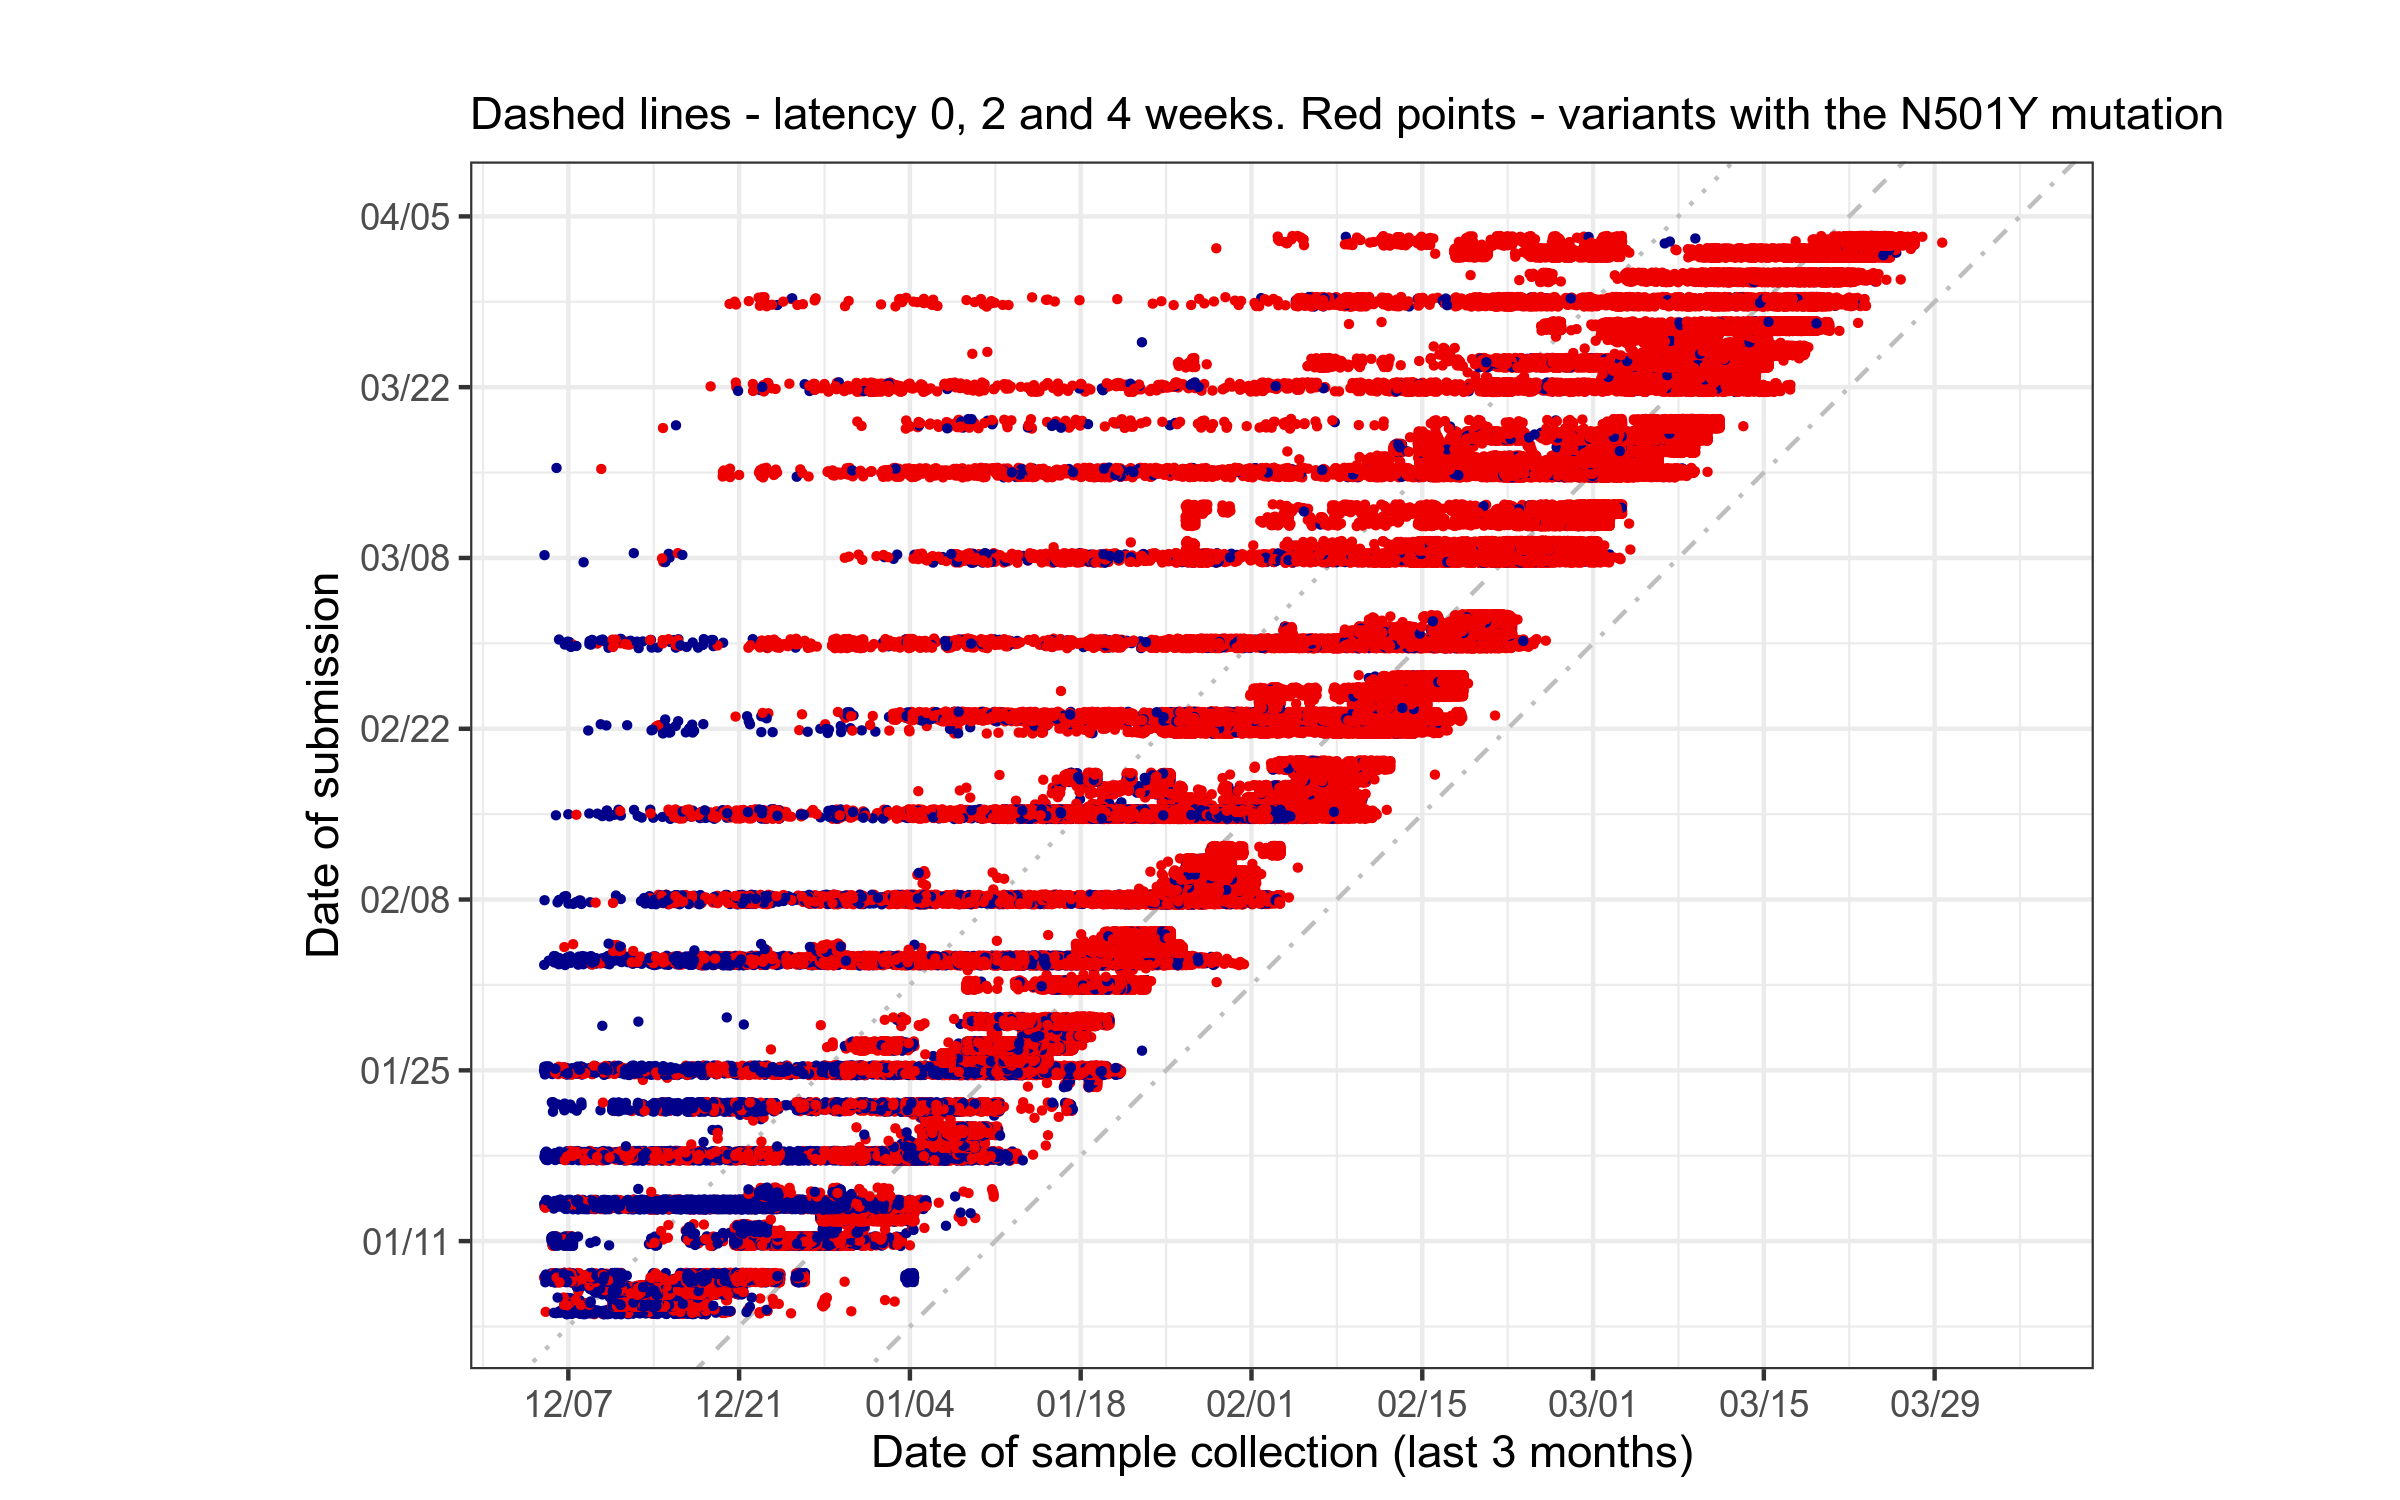 Dashed lines - latency 0, 2 and 4 weeks. Red points - variants with the N501Y mutation
Date of submission
04/05
03/22
03/08
02/22
02/08
01/25
01/11
12/07 12/21 01/04 01/18 02/01 02/15 03/01 03/15 03/29
Date of sample collection (last 3 months)